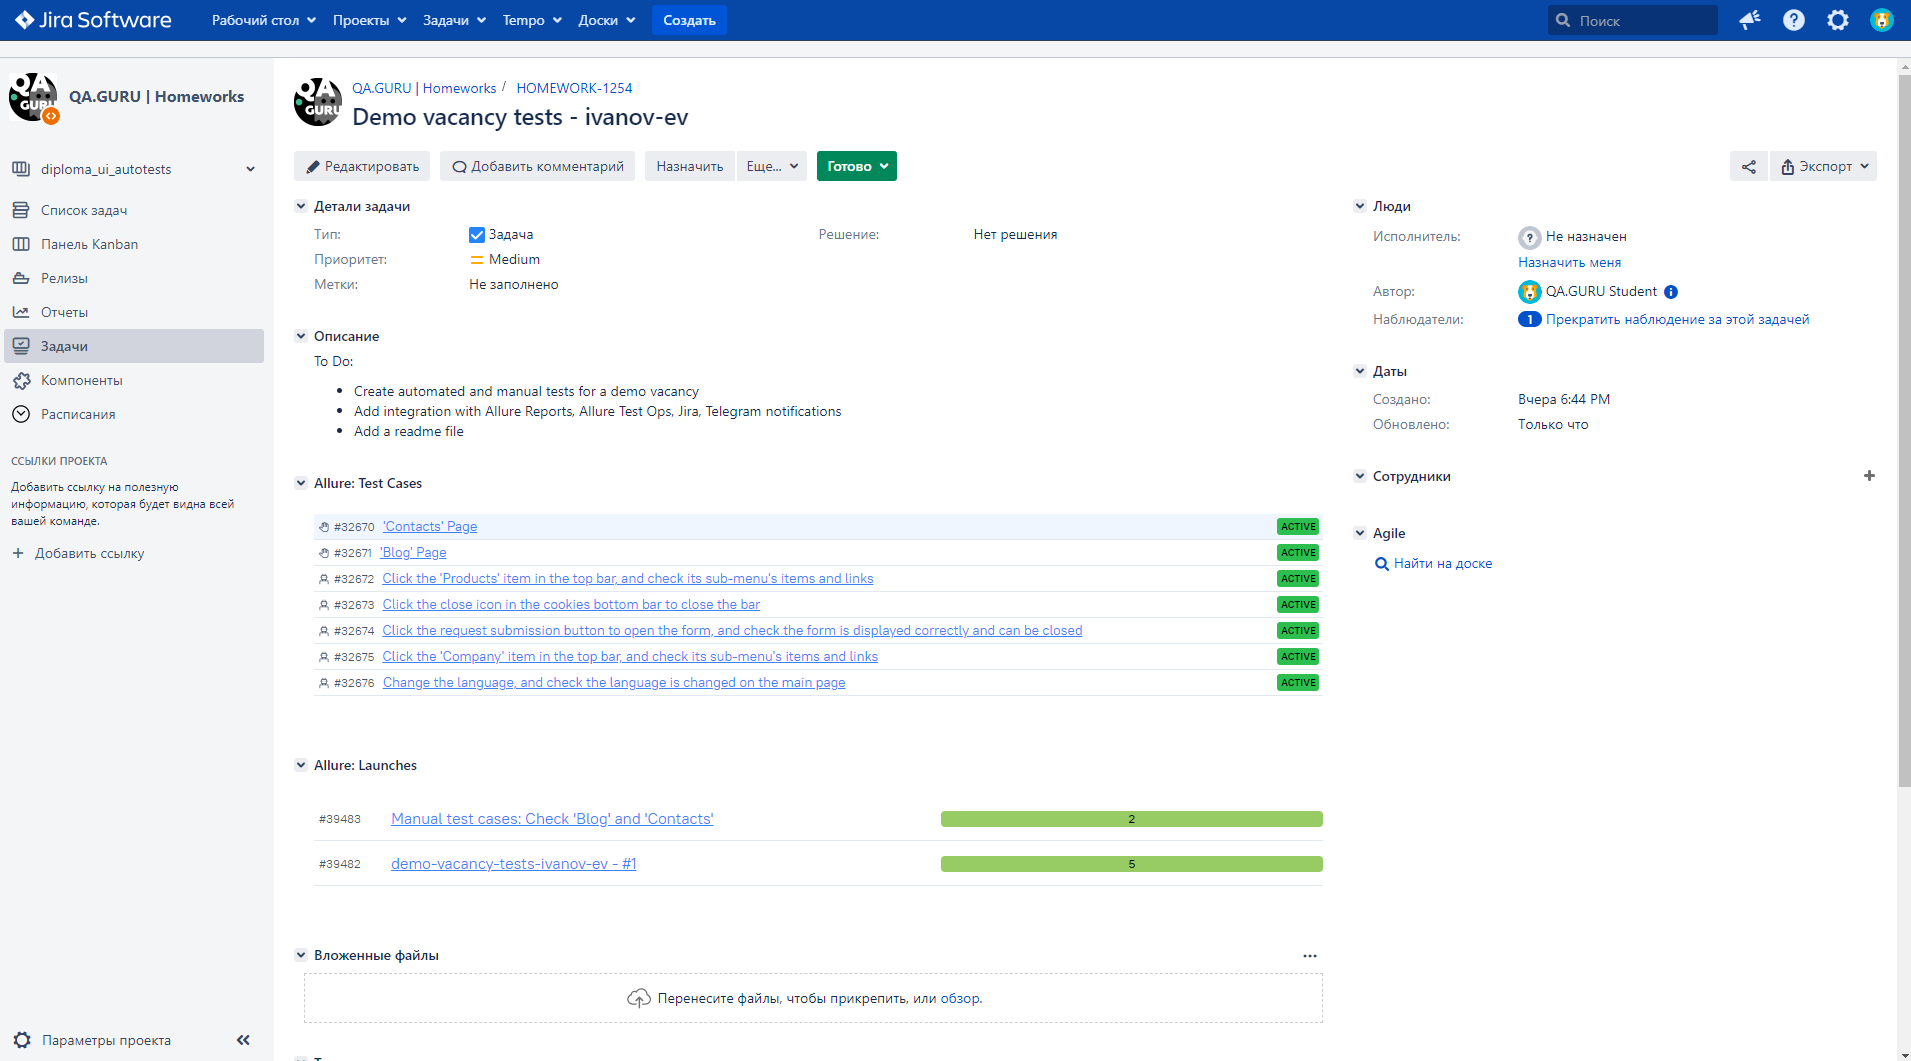 Jira Software
Рабочий стол
Проекты
Задачи
Tempo
Доски
Создать
Поиск
QA.GURU | Homeworks
diploma_ui_autotests
Список задач
Панель Kanban
Релизы
Отчеты
Задачи
Компоненты
Расписания
ССЫЛКИ ПРОЕКТА
Добавить ссылку на полезную
информацию, которая будет видна всей
вашей команде.
+ Добавить ссылку
Параметры проекта
QA GURU
QA.GURU | Homeworks / HOMEWORK-1254
Demo vacancy tests - ivanov-ev
Редактировать
Добавить комментарий
Назначить
Еще...
Готово
Экспорт
Детали задачи
Тип: Задача
Решение: Нет решения
Приоритет: Medium
Метки: Не заполнено
Описание
To Do:
• Create automated and manual tests for a demo vacancy
• Add integration with Allure Reports, Allure Test Ops, Jira, Telegram notifications
• Add a readme file
Allure: Test Cases
#32670 'Contacts' Page ACTIVE
#32671 'Blog' Page ACTIVE
#32672 Click the 'Products' item in the top bar, and check its sub-menu's items and links ACTIVE
#32673 Click the close icon in the cookies bottom bar to close the bar ACTIVE
#32674 Click the request submission button to open the form, and check the form is displayed correctly and can be closed ACTIVE
#32675 Click the 'Company' item in the top bar, and check its sub-menu's items and links ACTIVE
#32676 Change the language, and check the language is changed on the main page ACTIVE
Allure: Launches
#39483 Manual test cases: Check 'Blog' and 'Contacts' 2
#39482 demo-vacancy-tests-ivanov-ev - #1 5
Вложенные файлы
Перенесите файлы, чтобы прикрепить, или обзор.
Люди
Исполнитель: Не назначен
Назначить меня
Автор: QA.GURU Student
Наблюдатели: 1 Прекратить наблюдение за этой задачей
Даты
Создано: Вчера 6:44 PM
Обновлено: Только что
Сотрудники
Agile
Найти на доске